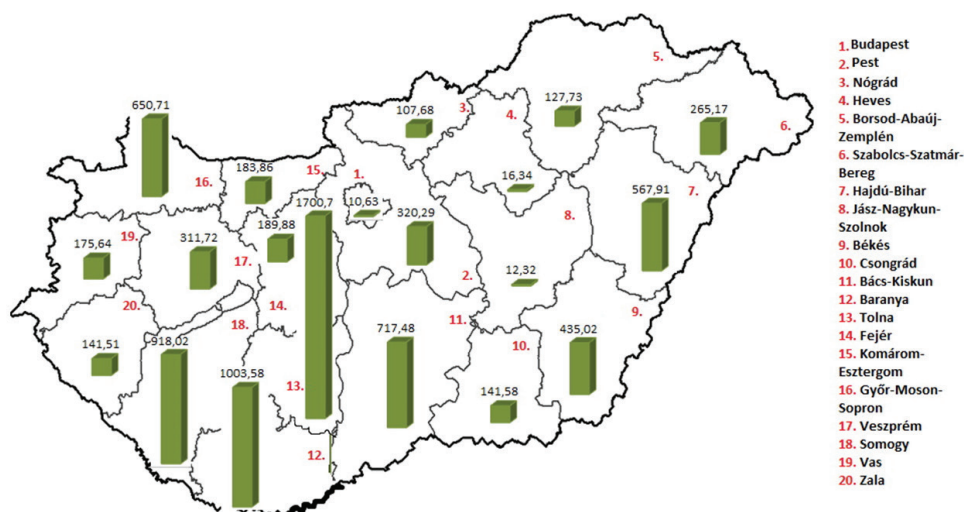 650,71
107,68
3.
4.
127,73
5.
265,17
6.
16.
183,86
15.
1.
10,63
16,34
8.
567,91
7.
175,64
19.
311,72
17.
189,88
1700,7
320,29
2.
12,32
20.
18.
14.
11.
9.
141,51
918,02
1003,58
13.
12.
717,48
10.
141,58
435,02
1. Budapest
2. Pest
3. Nógrád
4. Heves
5. Borsod-Abaúj-
Zemplén
6. Szabolcs-Szatmár-
Bereg
7. Hajdú-Bihar
8. Jász-Nagykun-
Szolnok
9. Békés
10. Csongrád
11. Bács-Kiskun
12. Baranya
13. Tolna
14. Fejér
15. Komárom-
Esztergom
16. Győr-Moson-
Sopron
17. Veszprém
18. Somogy
19. Vas
20. Zala